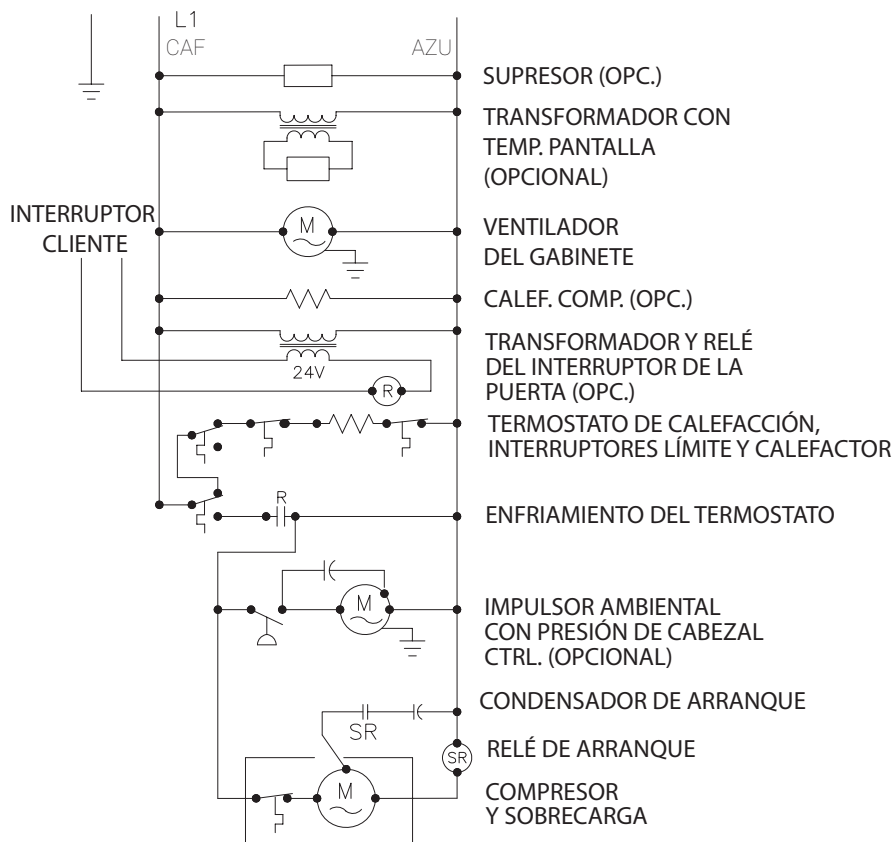 L1
CAF
AZU
SUPRESOR (OPC.)
TRANSFORMADOR CON
TEMP. PANTALLA
(OPCIONAL)
INTERRUPTOR
CLIENTE
M
VENTILADOR
DEL GABINETE
CALEF. COMP. (OPC.)
TRANSFORMADOR Y RELÉ
DEL INTERRUPTOR DE LA
PUERTA (OPC.)
24V
R
TERMOSTATO DE CALEFACCIÓN,
INTERRUPTORES LÍMITE Y CALEFACTOR
R
ENFRIAMIENTO DEL TERMOSTATO
M
IMPULSOR AMBIENTAL
CON PRESIÓN DE CABEZAL
CTRL. (OPCIONAL)
CONDENSADOR DE ARRANQUE
SR
SR
RELÉ DE ARRANQUE
M
COMPRESOR
Y SOBRECARGA